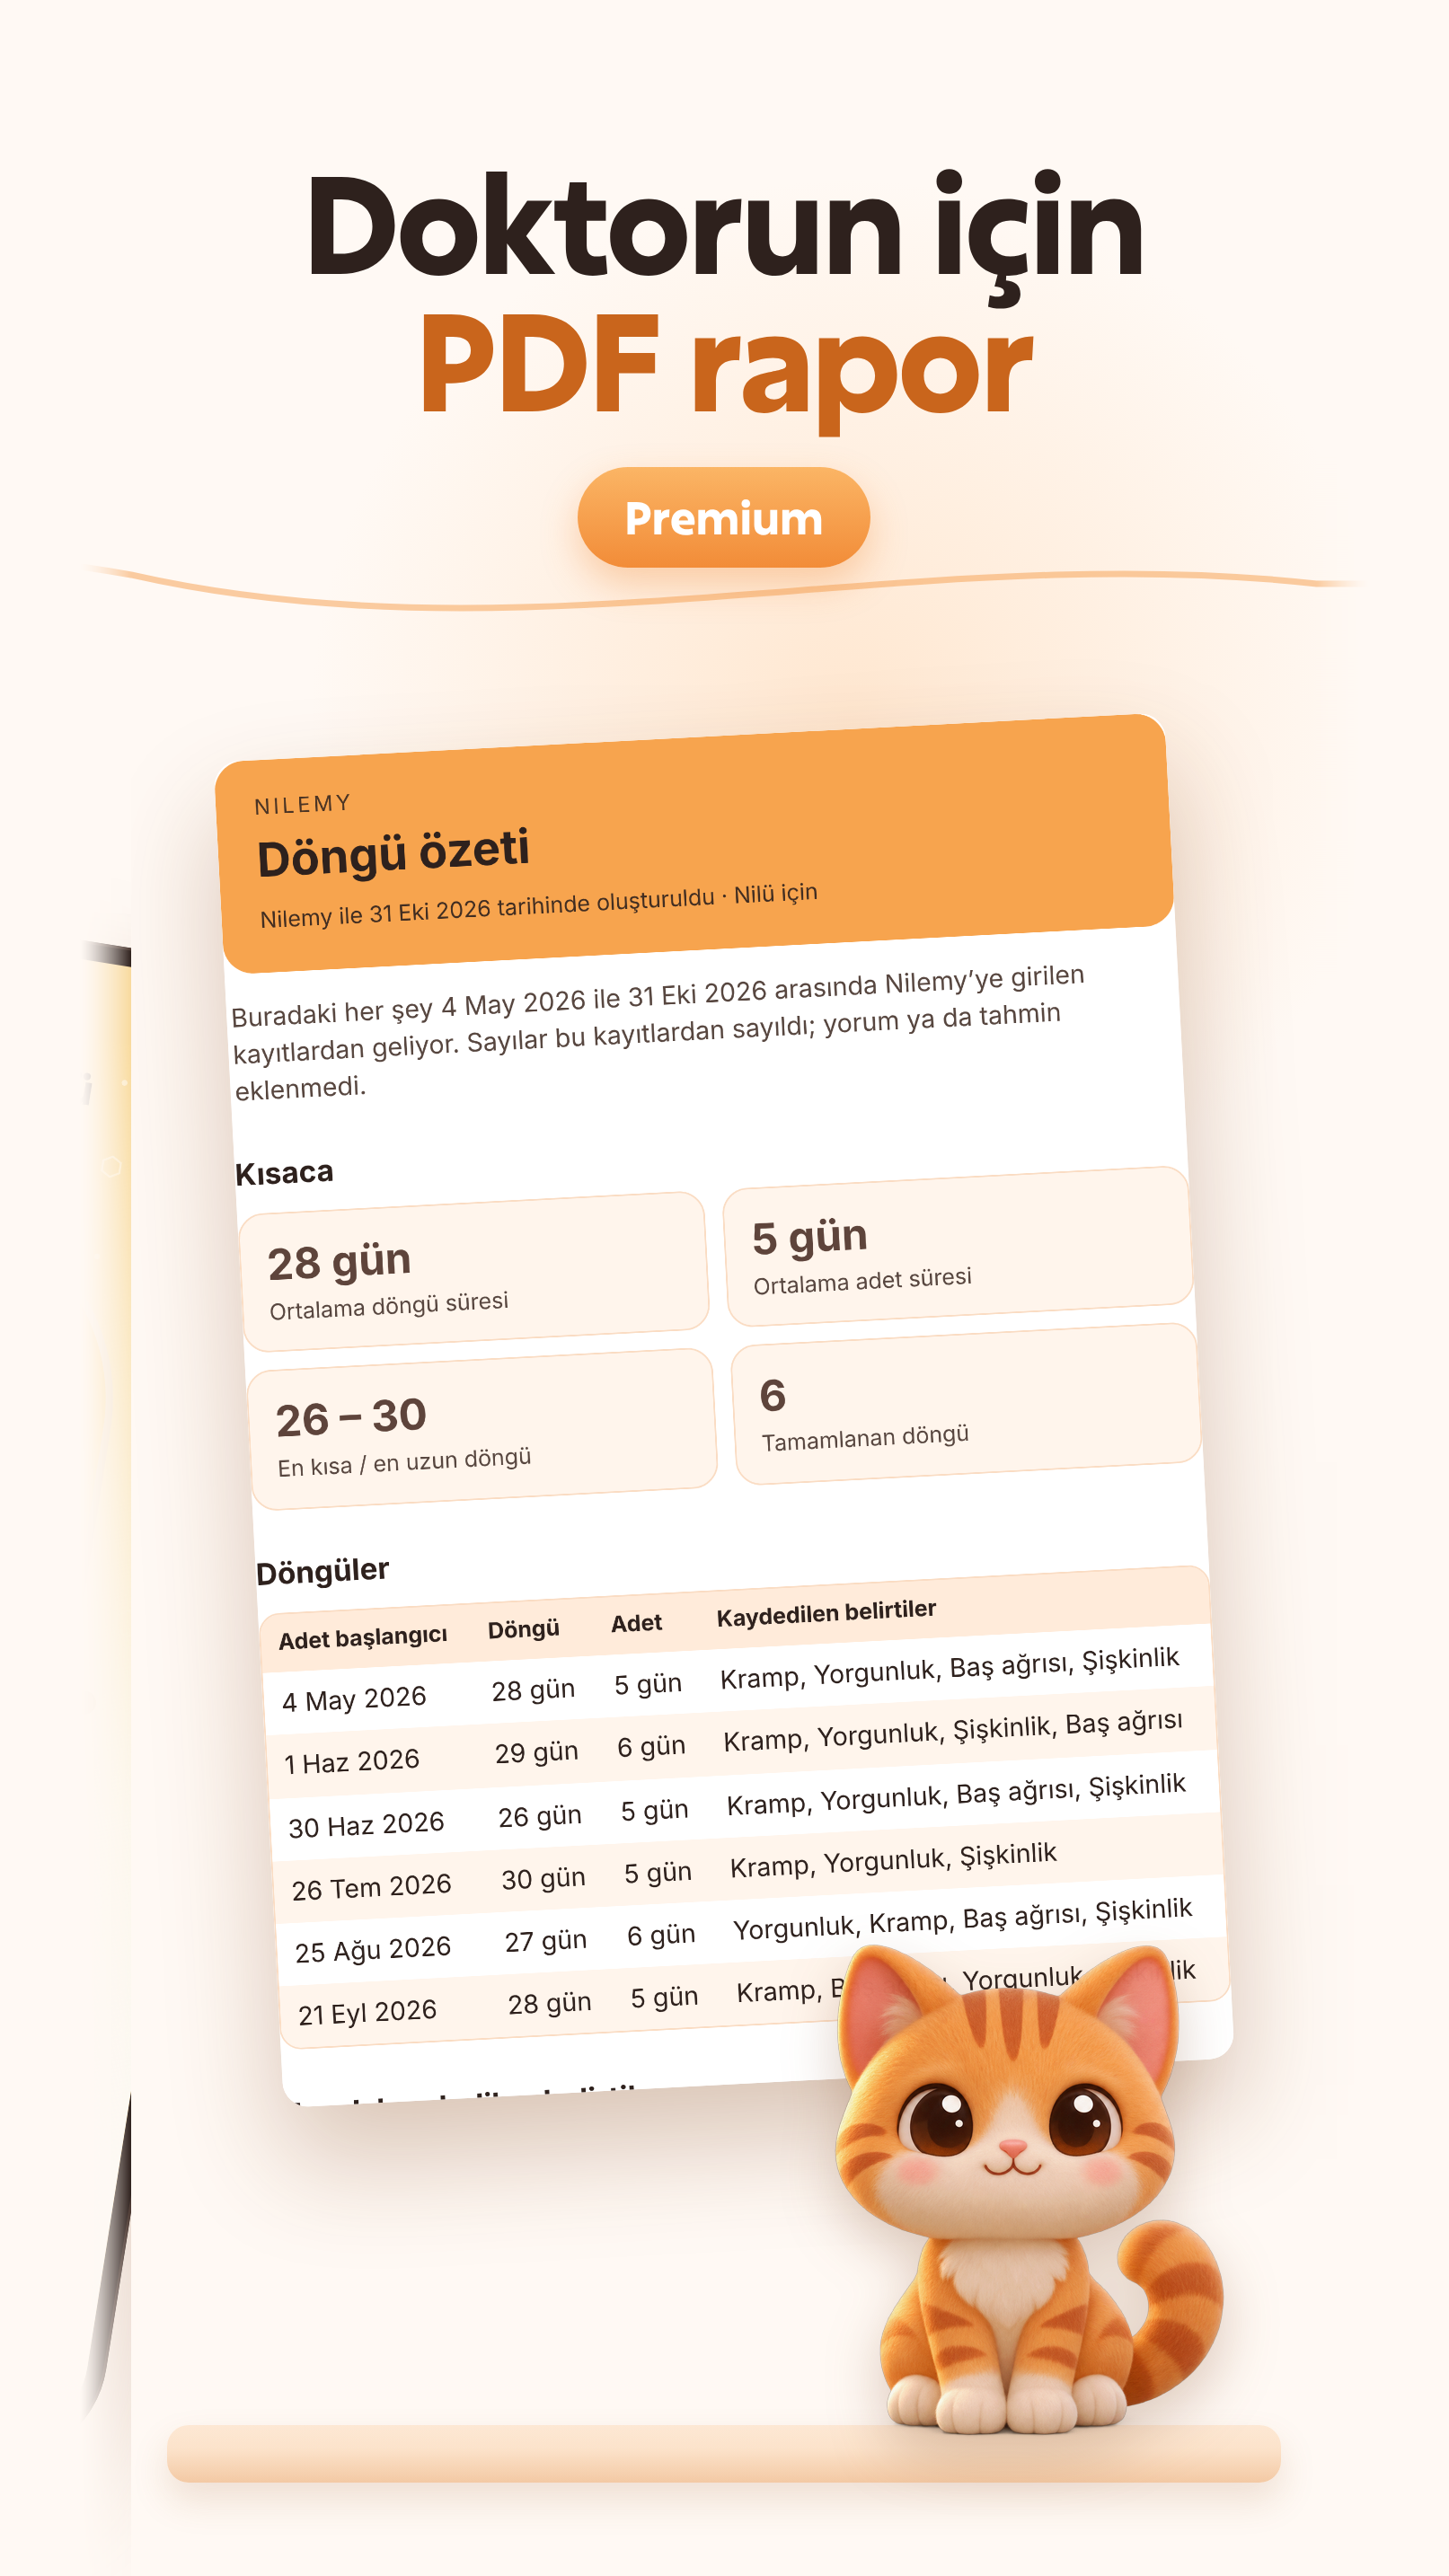 Doktorun için
PDF rapor
Premium
NILEMY
Döngü özeti
Nilemy ile 31 Eki 2026 tarihinde oluşturuldu · Nilü için
Buradaki her şey 4 May 2026 ile 31 Eki 2026 arasında Nilemy’ye girilen
kayıtlardan geliyor. Sayılar bu kayıtlardan sayıldı; yorum ya da tahmin
eklenmedi.
Kısaca
28 gün
Ortalama döngü süresi
5 gün
Ortalama adet süresi
26 – 30
En kısa / en uzun döngü
6
Tamamlanan döngü
Döngüler
Adet başlangıcı Döngü Adet Kaydedilen belirtiler
4 May 2026 28 gün 5 gün Kramp, Yorgunluk, Baş ağrısı, Şişkinlik
1 Haz 2026 29 gün 6 gün Kramp, Yorgunluk, Şişkinlik, Baş ağrısı
30 Haz 2026 26 gün 5 gün Kramp, Yorgunluk, Baş ağrısı, Şişkinlik
26 Tem 2026 30 gün 5 gün Kramp, Yorgunluk, Şişkinlik
25 Ağu 2026 27 gün 6 gün Yorgunluk, Kramp, Baş ağrısı, Şişkinlik
21 Eyl 2026 28 gün 5 gün Kramp, Yorgunluk